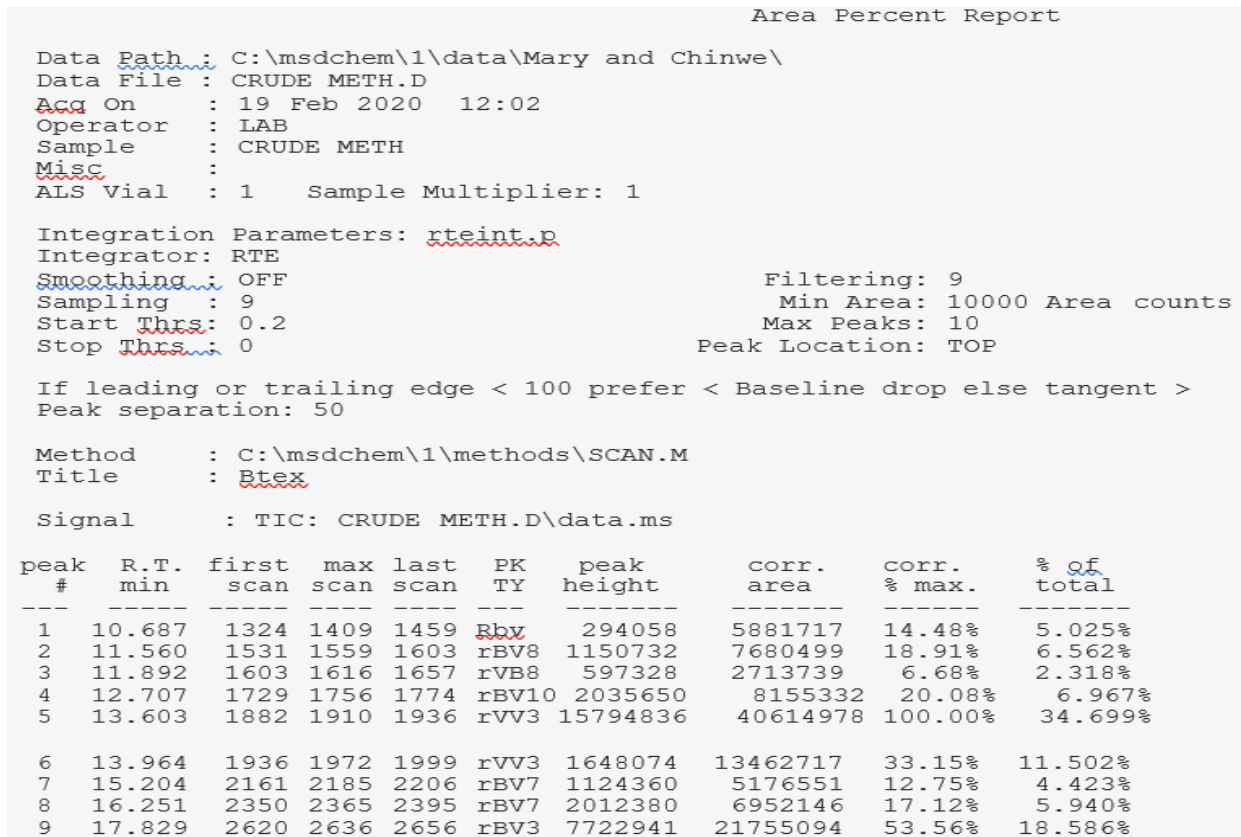 Area Percent Report
Data Path : C:\msdchem\1\data\Mary and Chinwe\
Data File : CRUDE METH.D
Acq On : 19 Feb 2020 12:02
Operator : LAB
Sample : CRUDE METH
Misc :
ALS Vial : 1 Sample Multiplier: 1
Integration Parameters: rteint.p
Integrator: RTE
Smoothing : OFF Filtering: 9
Sampling : 9 Min Area: 10000 Area counts
Start Thrs: 0.2 Max Peaks: 10
Stop Thrs : 0 Peak Location: TOP
If leading or trailing edge < 100 prefer < Baseline drop else tangent >
Peak separation: 50
Method : C:\msdchem\1\methods\SCAN.M
Title : Btex
Signal : TIC: CRUDE METH.D\data.ms
peak R.T. first max last PK peak corr. corr. % of
# min scan scan scan TY height area % max. total
--- ----- ----- ---- ---- --- ------- ------- ------ -------
1 10.687 1324 1409 1459 Rbv 294058 5881717 14.48% 5.025%
2 11.560 1531 1559 1603 rBV8 1150732 7680499 18.91% 6.562%
3 11.892 1603 1616 1657 rVB8 597328 2713739 6.68% 2.318%
4 12.707 1729 1756 1774 rBV10 2035650 8155332 20.08% 6.967%
5 13.603 1882 1910 1936 rVV3 15794836 40614978 100.00% 34.699%
6 13.964 1936 1972 1999 rVV3 1648074 13462717 33.15% 11.502%
7 15.204 2161 2185 2206 rBV7 1124360 5176551 12.75% 4.423%
8 16.251 2350 2365 2395 rBV7 2012380 6952146 17.12% 5.940%
9 17.829 2620 2636 2656 rBV3 7722941 21755094 53.56% 18.586%